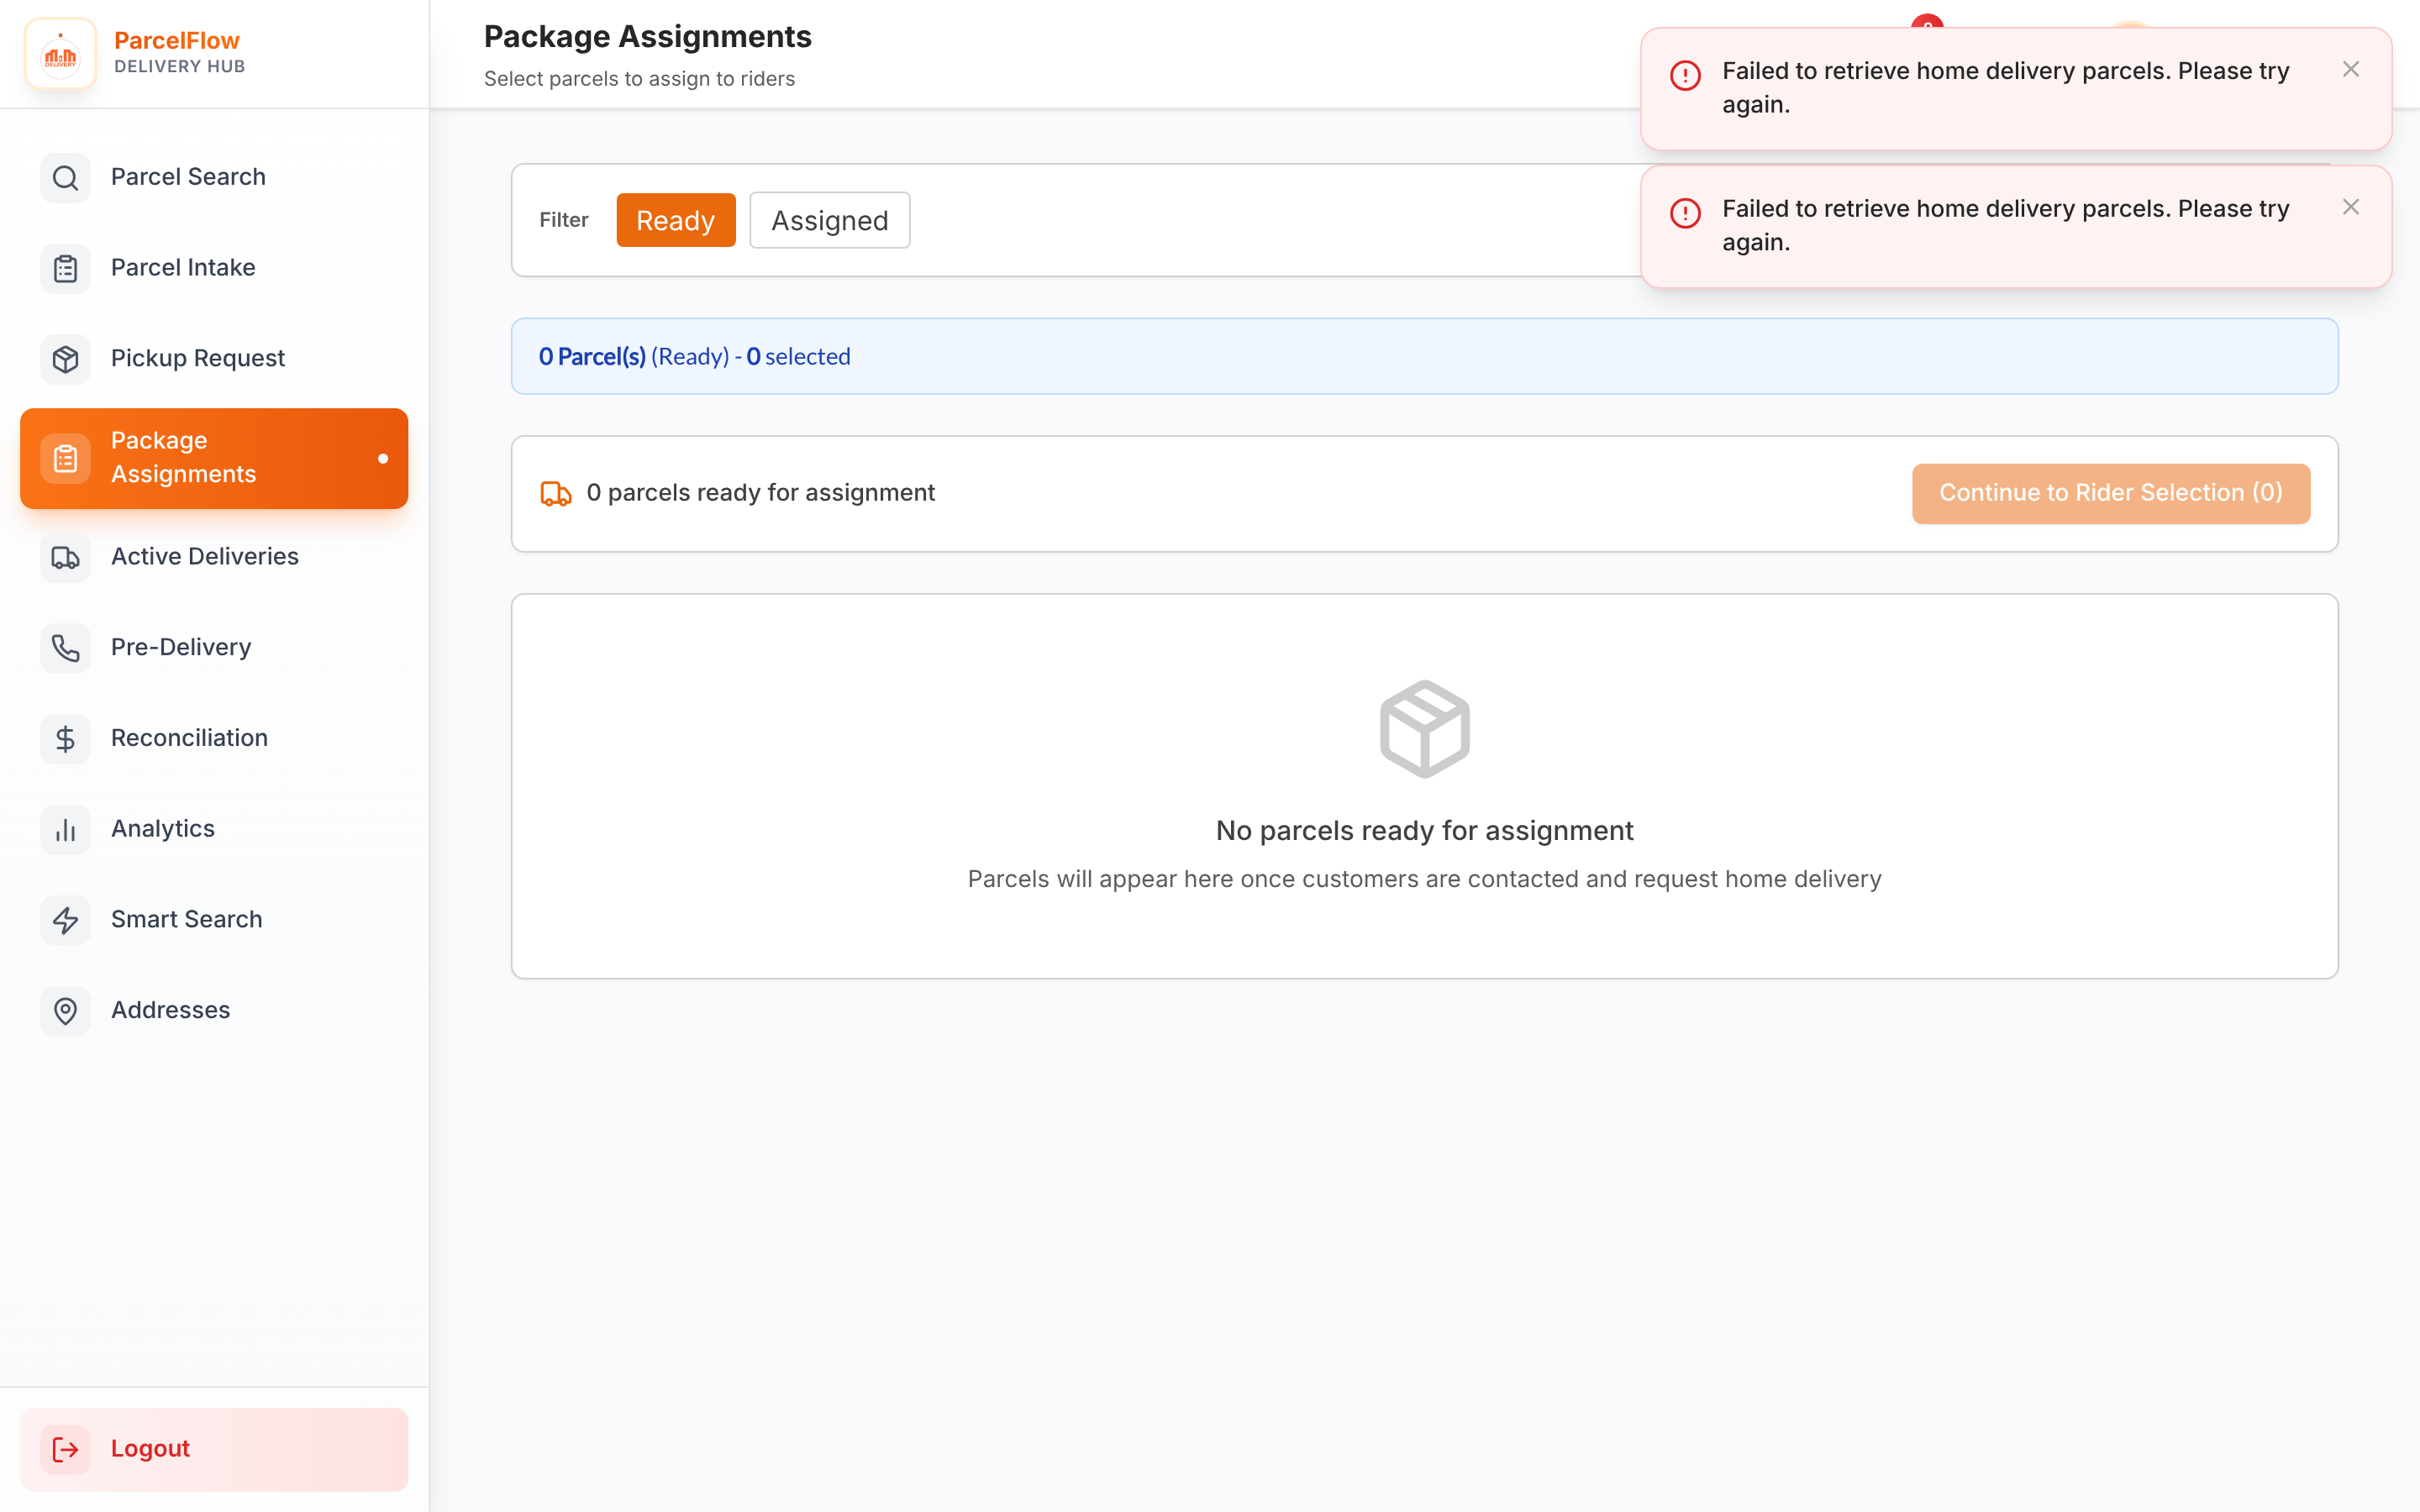 ParcelFlow
DELIVERY HUB
Parcel Search
Parcel Intake
Pickup Request
Package
Assignments
Active Deliveries
Pre-Delivery
Reconciliation
Analytics
Smart Search
Addresses
Logout
Package Assignments
Select parcels to assign to riders
Failed to retrieve home delivery parcels. Please try
again.
Failed to retrieve home delivery parcels. Please try
again.
Filter Ready Assigned
0 Parcel(s) (Ready) - 0 selected
0 parcels ready for assignment
Continue to Rider Selection (0)
No parcels ready for assignment
Parcels will appear here once customers are contacted and request home delivery